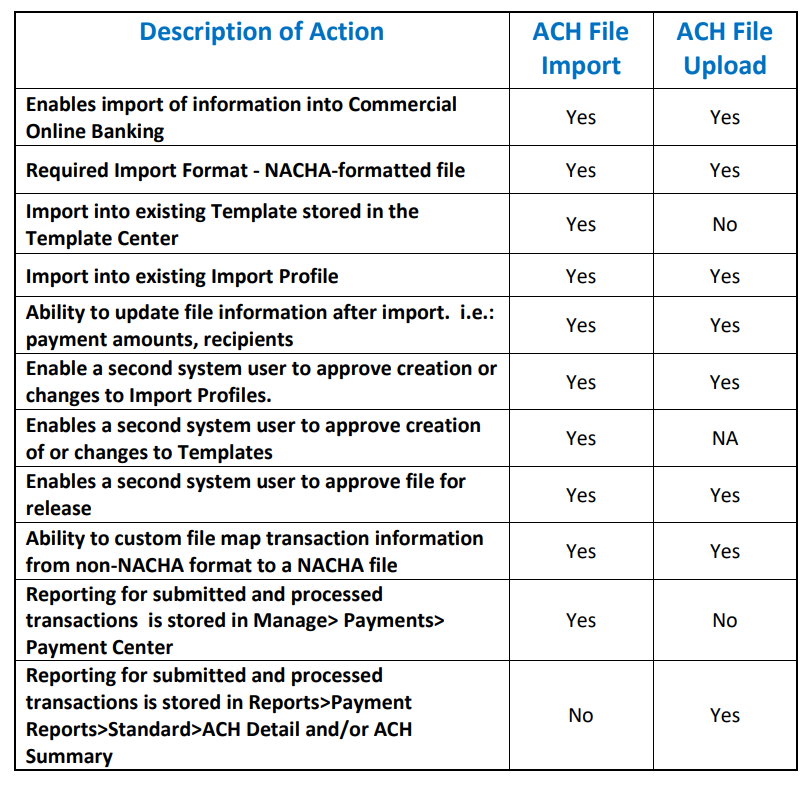 Description of Action ACH File ACH File
Import Upload
Enables import of information into Commercial
Online Banking Yes Yes
Required Import Format - NACHA-formatted file Yes Yes
Import into existing Template stored in the
Template Center Yes No
Import into existing Import Profile Yes Yes
Ability to update file information after import.  i.e.:
payment amounts, recipients Yes Yes
Enable a second system user to approve creation or
changes to Import Profiles. Yes Yes
Enables a second system user to approve creation
of or changes to Templates Yes NA
Enables a second system user to approve file for
release Yes Yes
Ability to custom file map transaction information
from non-NACHA format to a NACHA file Yes Yes
Reporting for submitted and processed
transactions  is stored in Manage> Payments> Yes No
Payment Center
Reporting for submitted and processed
transactions is stored in Reports>Payment
Reports>Standard>ACH Detail and/or ACH No Yes
Summary